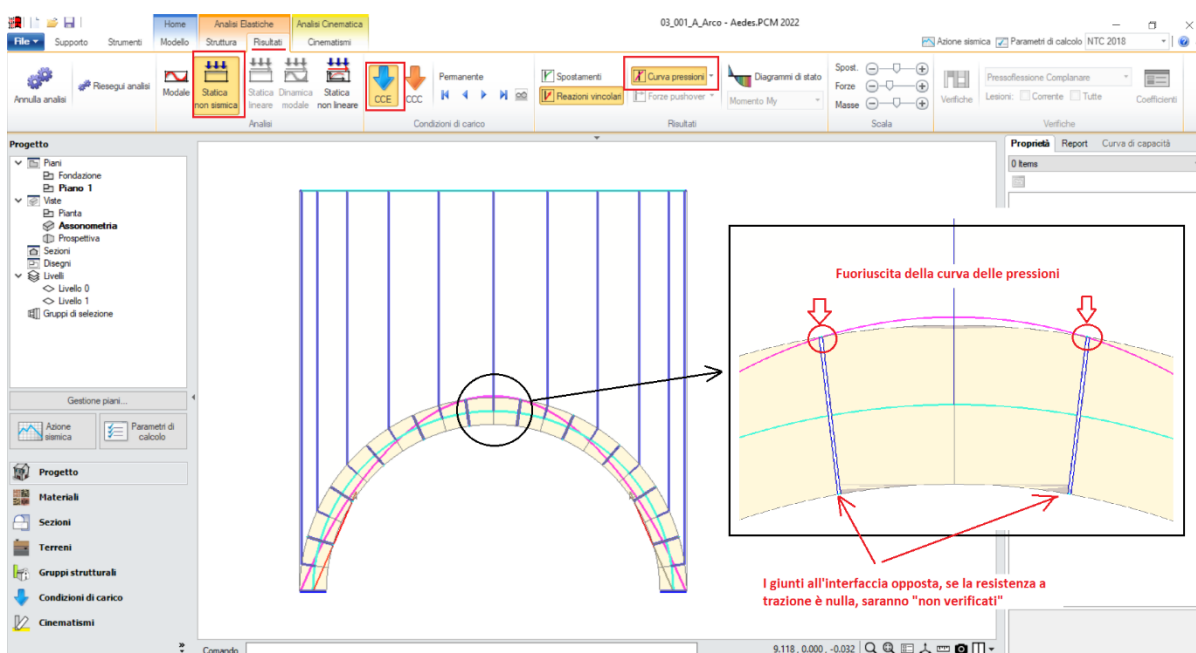 03_001_A_Arco - Aedes.PCM 2022
Home
Analisi Elastiche
Analisi Cinematica
File
Supporto
Strumenti
Modello
Struttura
Risultati
Cinematismi
Azione sismica
Parametri di calcolo
NTC 2018
Annulla analisi
Riesegui analisi
Modale
Statica
non sismica
Statica
lineare
Dinamica
modale
Statica
non lineare
Analisi
CCE
CCC
Permanente
Condizioni di carico
Spostamenti
Reazioni vincolari
Curva pressioni
Forze pushover
Diagrammi di stato
Momento My
Risultati
Spost.
Forze
Masse
Scala
Verifiche
Pressoflessione Complanare
Lesioni:
Corrente
Tutte
Coefficienti
Verifiche
Progetto
Piani
Fondazione
Piano 1
Viste
Pianta
Assonometria
Prospettiva
Sezioni
Disegni
Livelli
Livello 0
Livello 1
Gruppi di selezione
Gestione piani...
Azione
sismica
Parametri di
calcolo
Progetto
Materiali
Sezioni
Terreni
Gruppi strutturali
Condizioni di carico
Cinematismi
Fuoriuscita della curva delle pressioni
I giunti all'interfaccia opposta, se la resistenza a
trazione è nulla, saranno "non verificati"
Proprietà
Report
Curva di capacità
0 Items
Comando
9.118 , 0.000 , -0.032